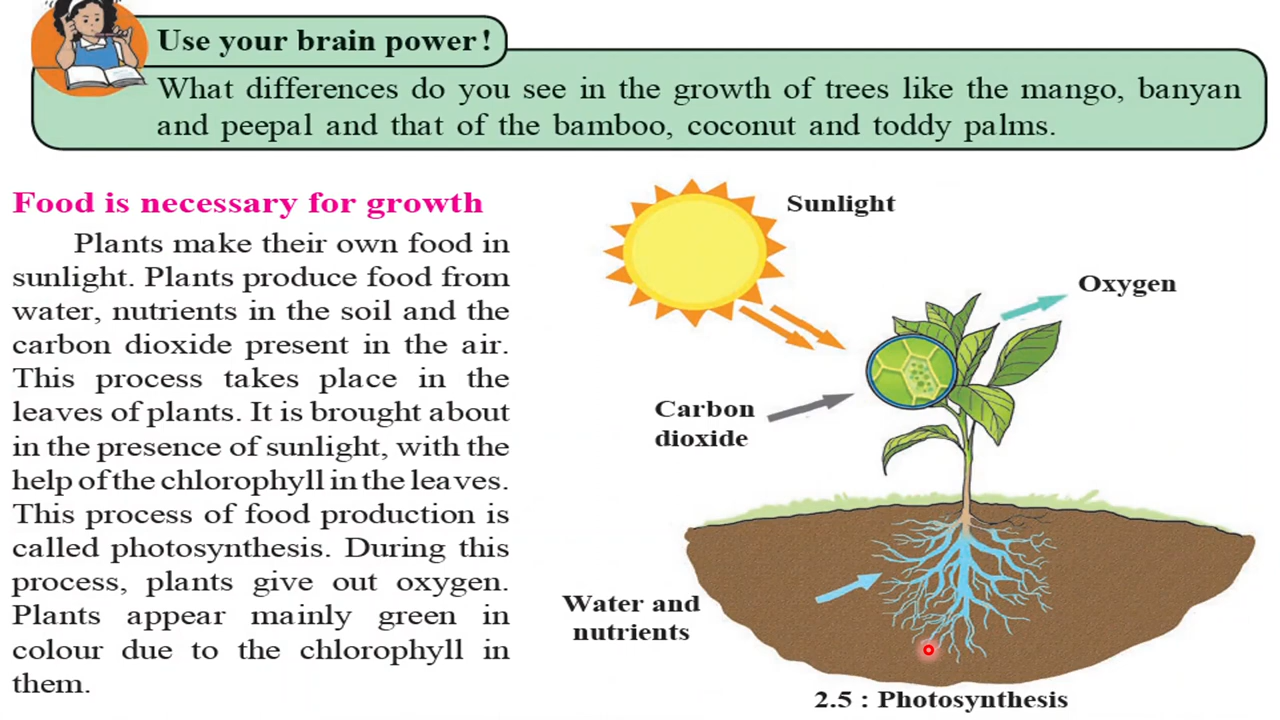 Use your brain power!
What differences do you see in the growth of trees like the mango, banyan
and peepal and that of the bamboo, coconut and toddy palms.
Food is necessary for growth
Plants make their own food in
sunlight. Plants produce food from
water, nutrients in the soil and the
carbon dioxide present in the air.
This process takes place in the
leaves of plants. It is brought about
in the presence of sunlight, with the
help of the chlorophyll in the leaves.
This process of food production is
called photosynthesis. During this
process, plants give out oxygen.
Plants appear mainly green in
colour due to the chlorophyll in
them.
Sunlight
Oxygen
Carbon
dioxide
Water and
nutrients
2.5 : Photosynthesis